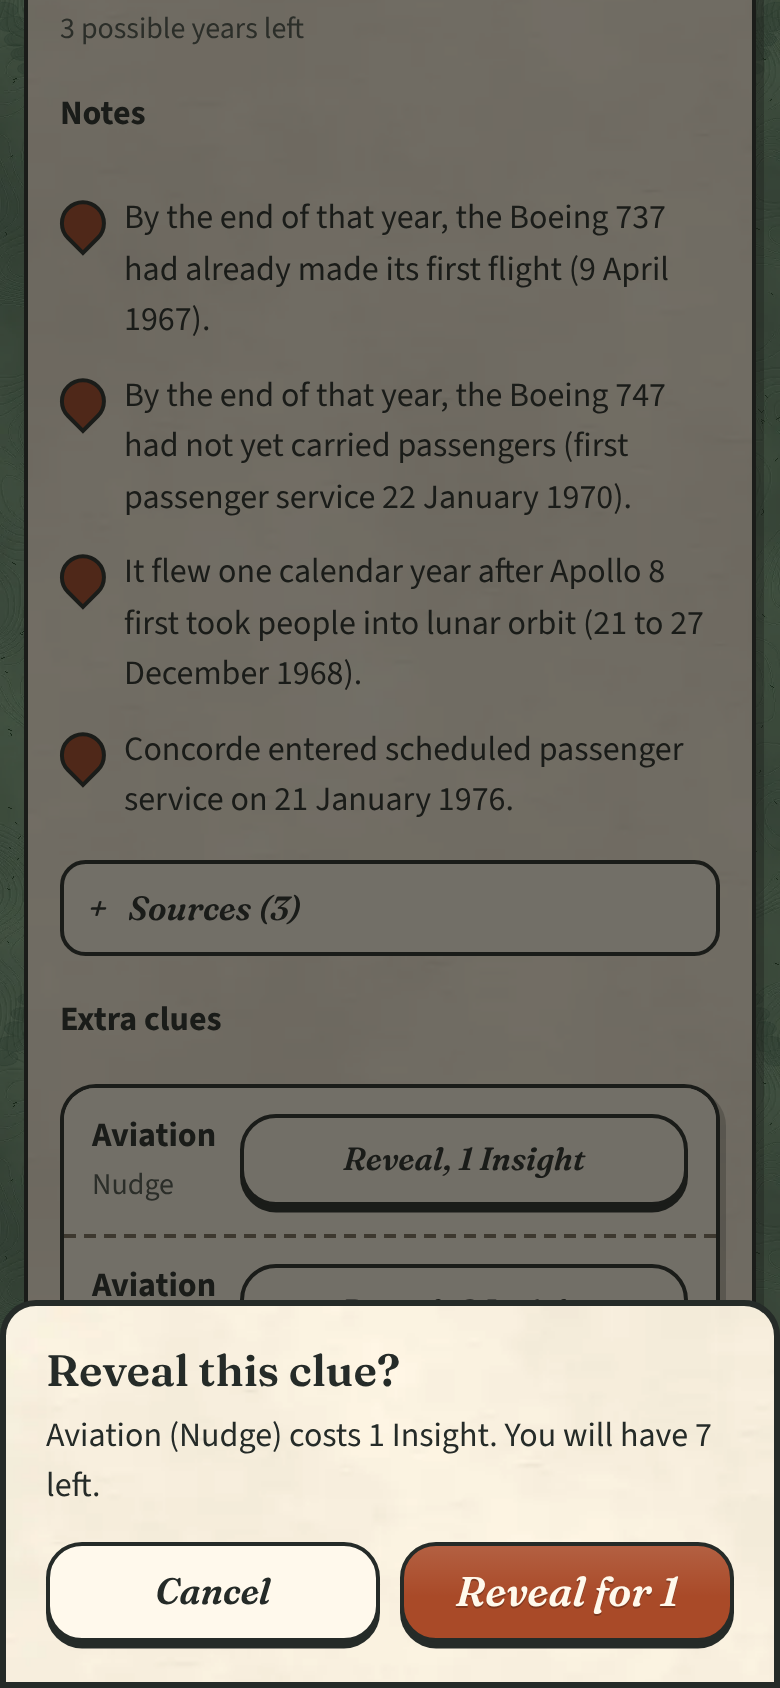 3 possible years left
Notes
By the end of that year, the Boeing 737
had already made its first flight (9 April
1967).
By the end of that year, the Boeing 747
had not yet carried passengers (first
passenger service 22 January 1970).
It flew one calendar year after Apollo 8
first took people into lunar orbit (21 to 27
December 1968).
Concorde entered scheduled passenger
service on 21 January 1976.
+ Sources (3)
Extra clues
Aviation
Reveal, 1 Insight
Nudge
Aviation
Reveal this clue?
Aviation (Nudge) costs 1 Insight. You will have 7
left.
Cancel
Reveal for 1